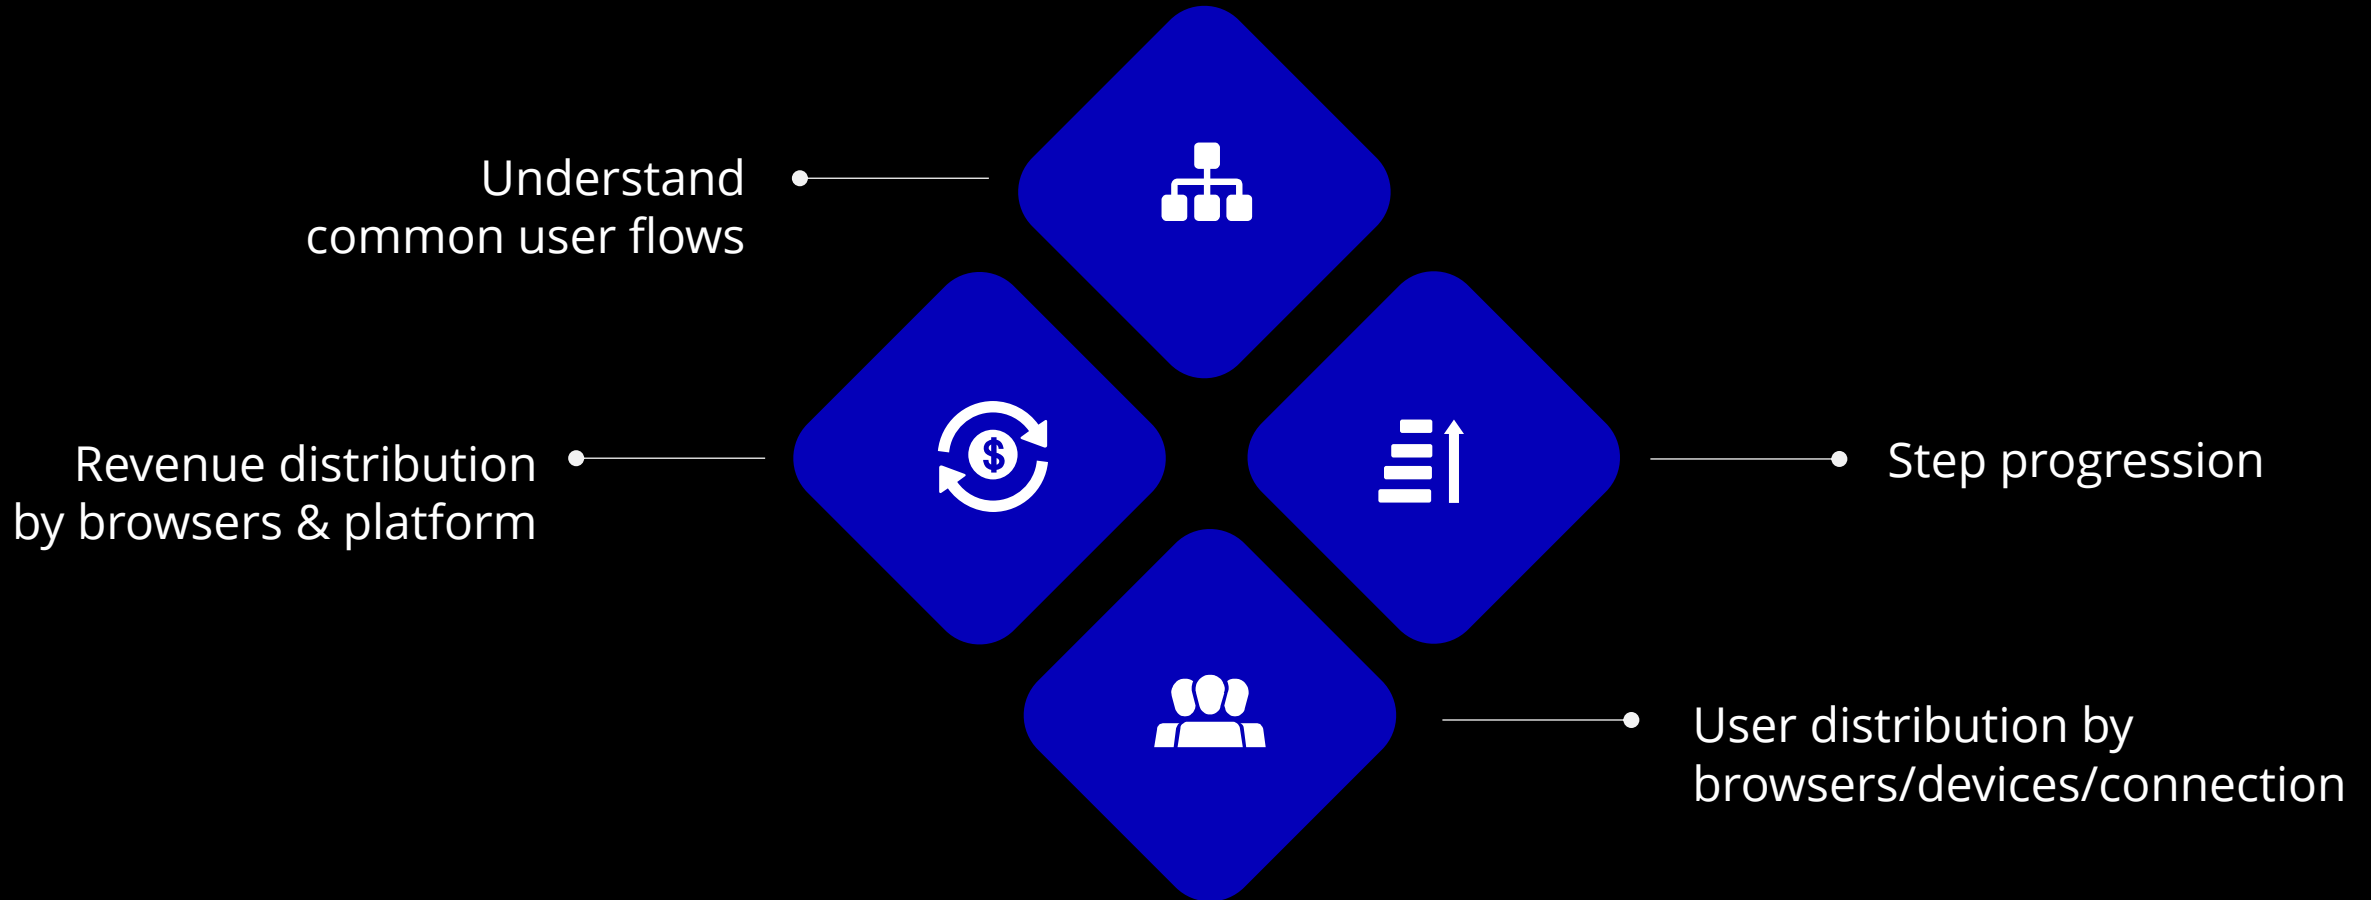 Understand
common user flows
Revenue distribution
by browsers & platform
$
Step progression
User distribution by
browsers/devices/connection